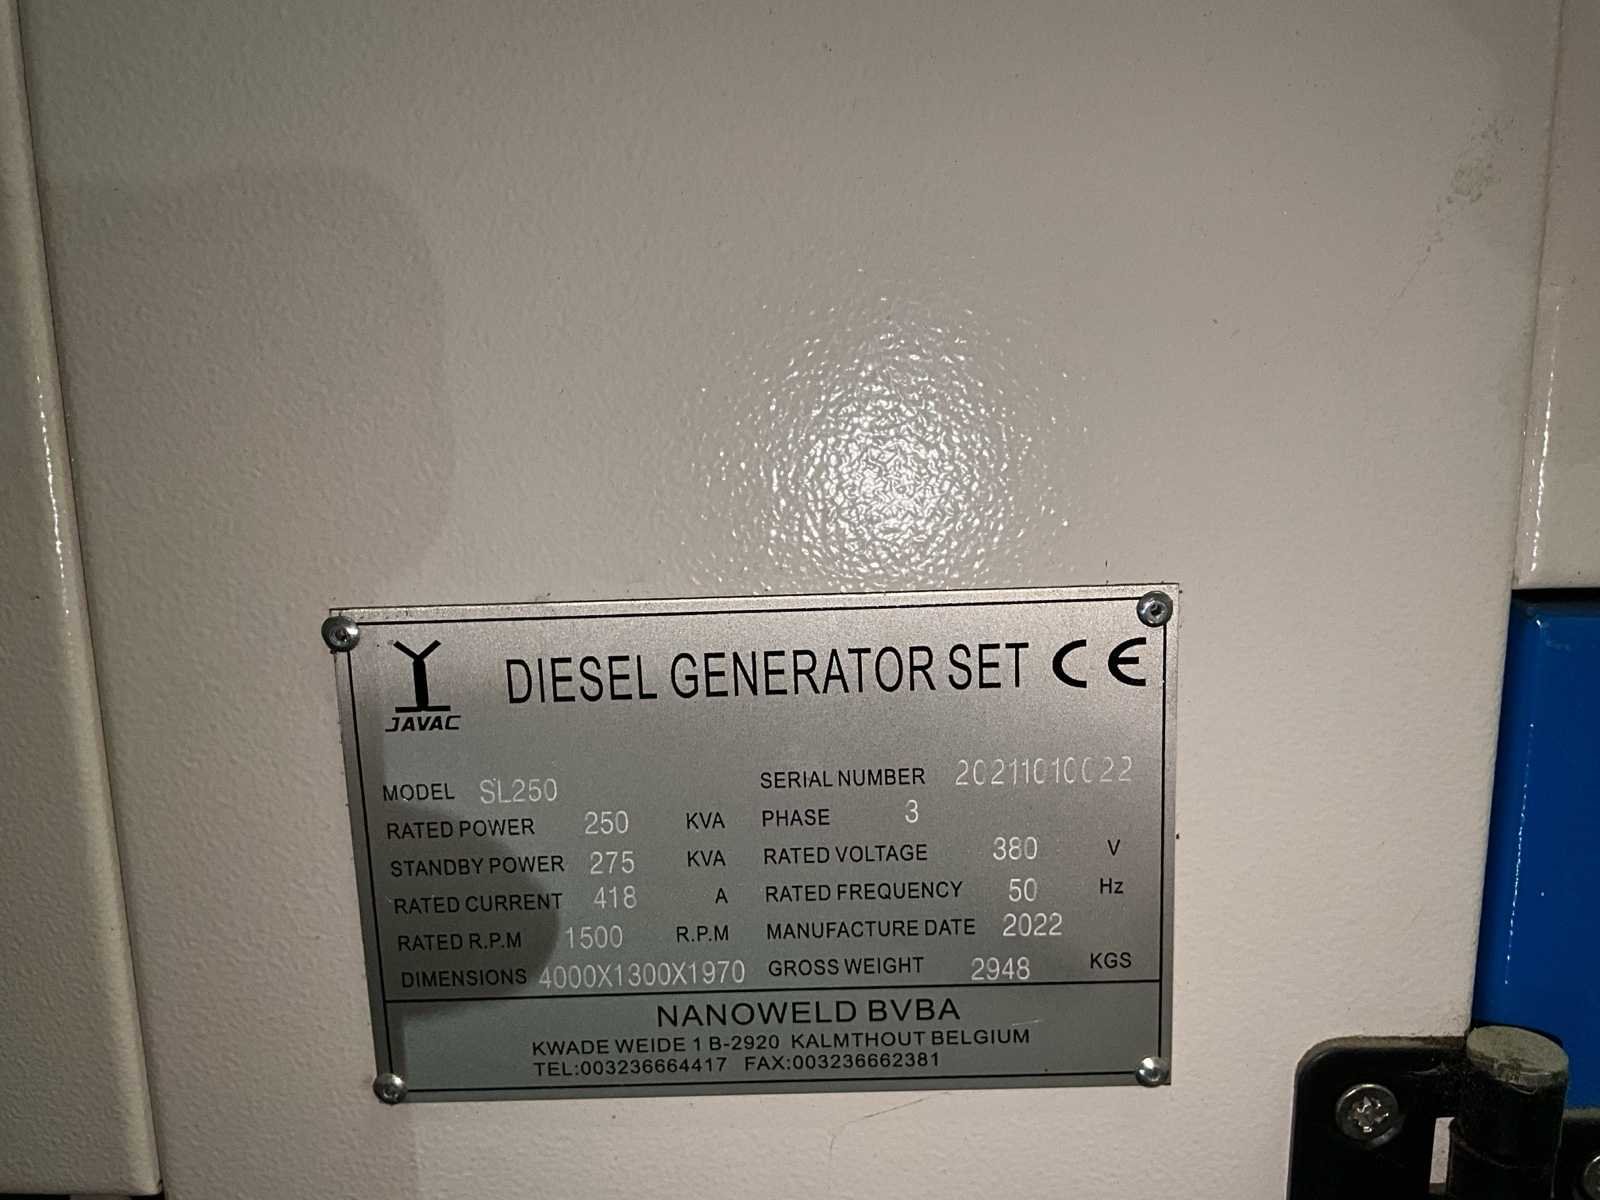 JAVAC
DIESEL GENERATOR SET CE
MODEL SL250
SERIAL NUMBER 20211010022
RATED POWER 250 KVA
PHASE 3
STANDBY POWER 275 KVA
RATED VOLTAGE 380 V
RATED CURRENT 418 A
RATED FREQUENCY 50 Hz
RATED R.P.M 1500 R.P.M
MANUFACTURE DATE 2022
DIMENSIONS 4000X1300X1970
GROSS WEIGHT 2948 KGS
NANOWELD BVBA
KWADE WEIDE 1 B-2920 KALMTHOUT BELGIUM
TEL:003236664417 FAX:003236662381